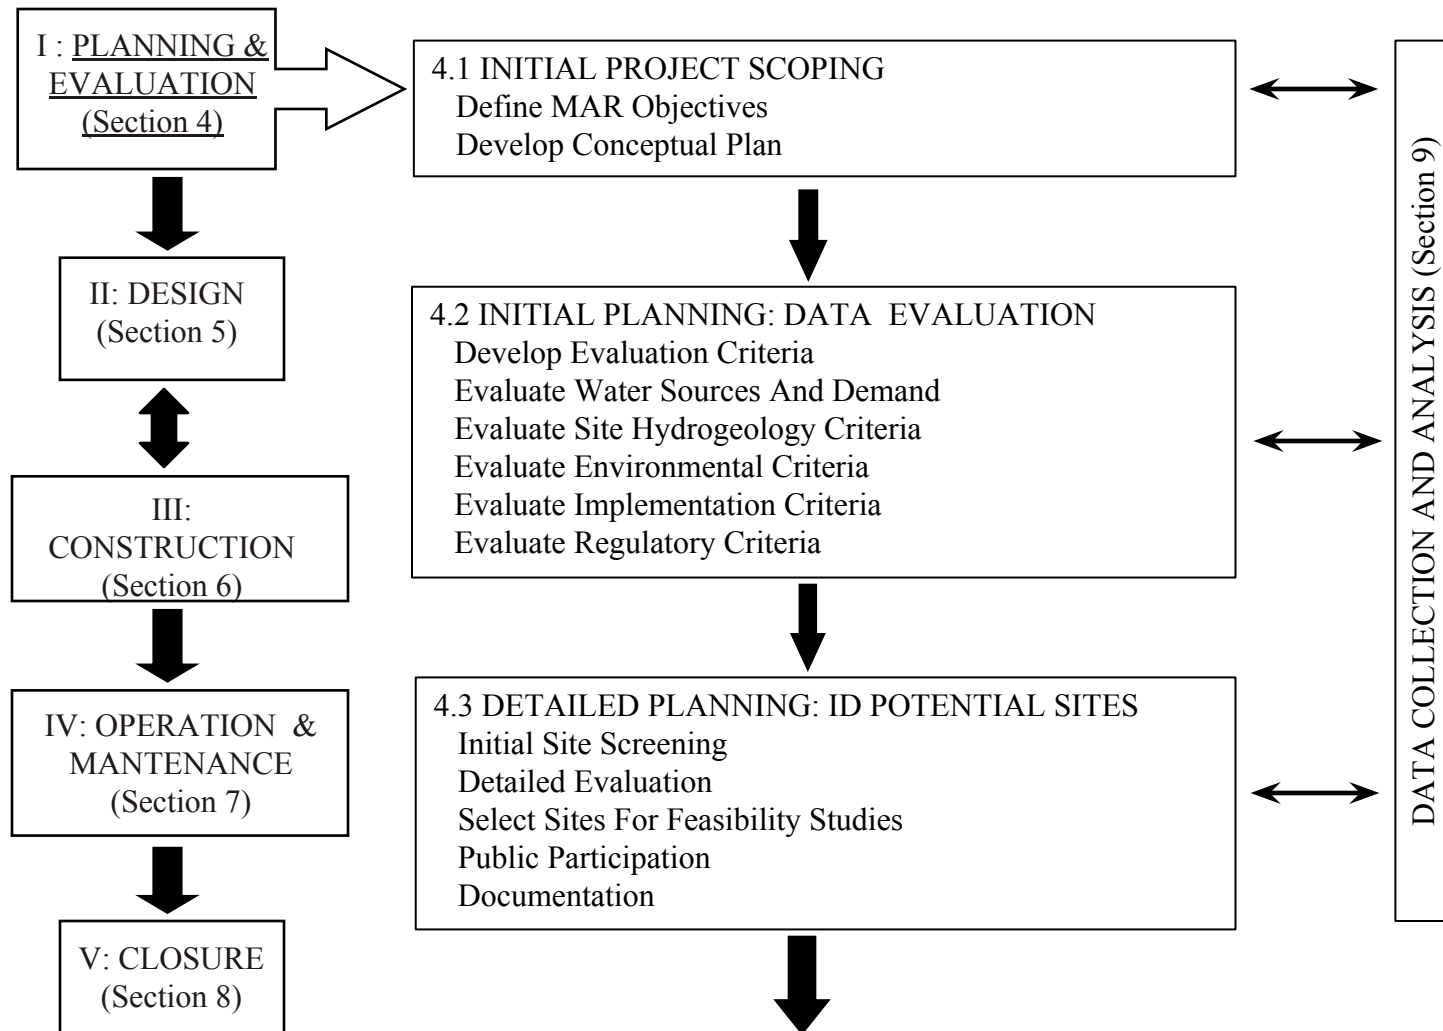 I : PLANNING &
EVALUATION
(Section 4)
II: DESIGN
(Section 5)
III:
CONSTRUCTION
(Section 6)
IV: OPERATION &
MANTENANCE
(Section 7)
V: CLOSURE
(Section 8)
4.1 INITIAL PROJECT SCOPING
Define MAR Objectives
Develop Conceptual Plan
4.2 INITIAL PLANNING: DATA EVALUATION
Develop Evaluation Criteria
Evaluate Water Sources And Demand
Evaluate Site Hydrogeology Criteria
Evaluate Environmental Criteria
Evaluate Implementation Criteria
Evaluate Regulatory Criteria
4.3 DETAILED PLANNING: ID POTENTIAL SITES
Initial Site Screening
Detailed Evaluation
Select Sites For Feasibility Studies
Public Participation
Documentation
DATA COLLECTION AND ANALYSIS (Section 9)